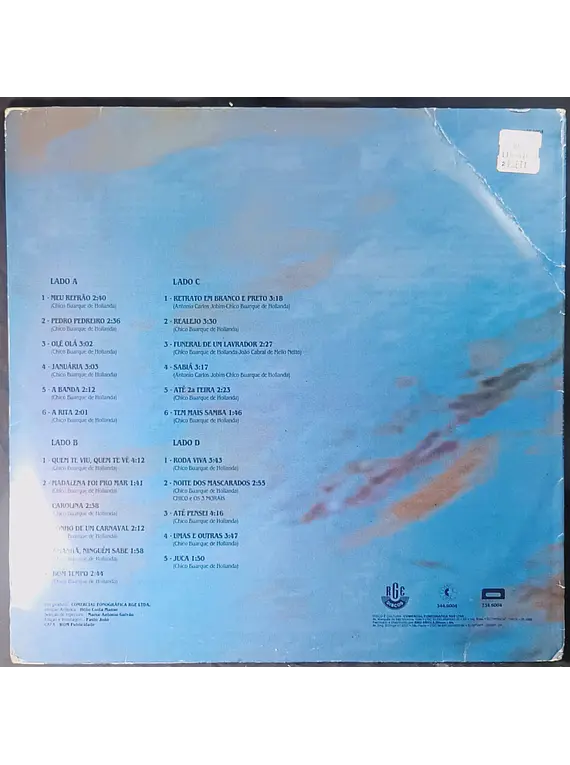 LADO A
1 - MEU REFRÃO 2:40
(Chico Buarque de Hollanda)
2 - PEDRO PEDREIRO 2:36
(Chico Buarque de Hollanda)
3 - OLÊ OLÁ 3:02
(Chico Buarque de Hollanda)
4 - JANUÁRIA 3:03
(Chico Buarque de Hollanda)
5 - A BANDA 2:12
(Chico Buarque de Hollanda)
6 - A RITA 2:01
(Chico Buarque de Hollanda)
LADO B
1 - QUEM TE VIU, QUEM TE VÊ 4:12
(Chico Buarque de Hollanda)
2 - MADALENA FOI PRO MAR 1:41
(Chico Buarque de Hollanda)
CAROLINA 2:38
(Chico Buarque de Hollanda)
DE UM CARNAVAL 2:12
Buarque de Hollanda)
NINGUÉM SABE 1:58
Buarque de Hollanda)
BOM TEMPO 2:44
(Chico Buarque de Hollanda)
LADO C
1 - RETRATO EM BRANCO E PRETO 3:18
(Antonio Carlos Jobim-Chico Buarque de Hollanda)
2 - REALEJO 3:30
(Chico Buarque de Hollanda)
3 - FUNERAL DE UM LAVRADOR 2:27
(Chico Buarque de Hollanda-João Cabral de Mello Netto)
4 - SABIÁ 3:17
(Antonio Carlos Jobim-Chico Buarque de Hollanda)
5 - ATÉ 2a FEIRA 2:23
(Chico Buarque de Hollanda)
6 - TEM MAIS SAMBA 1:46
(Chico Buarque de Hollanda)
LADO D
1 - RODA VIVA 3:43
(Chico Buarque de Hollanda)
2 - NOITE DOS MASCARADOS 2:55
(Chico Buarque de Hollanda)
CHICO e OS 3 MORAIS
3 - ATÉ PENSEI 4:16
(Chico Buarque de Hollanda)
4 - UMAS E OUTRAS 3:47
(Chico Buarque de Hollanda)
5 - JUCA 1:50
(Chico Buarque de Hollanda)
COMERCIAL FONOGRÁFICA RGE LTDA.
RGE
DISCOS
344.6004
734.6004